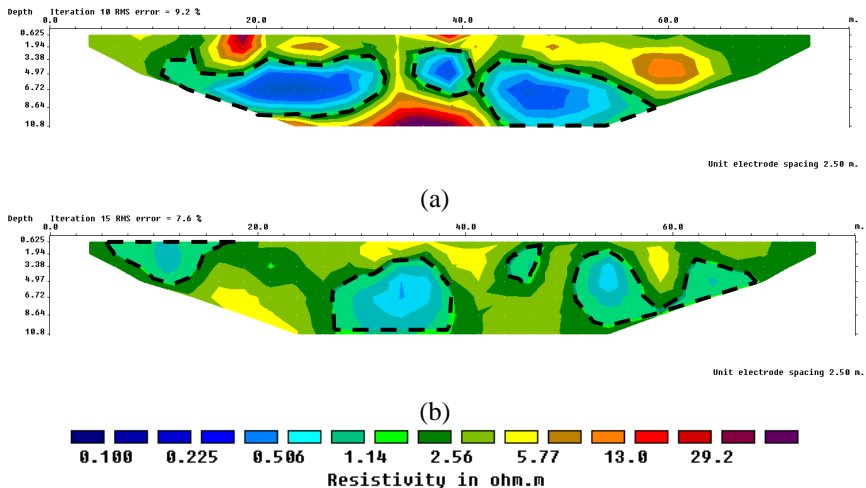 Depth Iteration 10 RMS error = 9.2 %
0.0 20.0 40.0 60.0 m.
0.625
1.94
3.38
4.97
6.72
8.64
10.8
Unit electrode spacing 2.50 m.
(a)
Depth Iteration 15 RMS error = 7.6 %
0.0 20.0 40.0 60.0 m.
0.625
1.94
3.38
4.97
6.72
8.64
10.8
Unit electrode spacing 2.50 m.
(b)
0.100 0.225 0.506 1.14 2.56 5.77 13.0 29.2
Resistivity in ohm.m